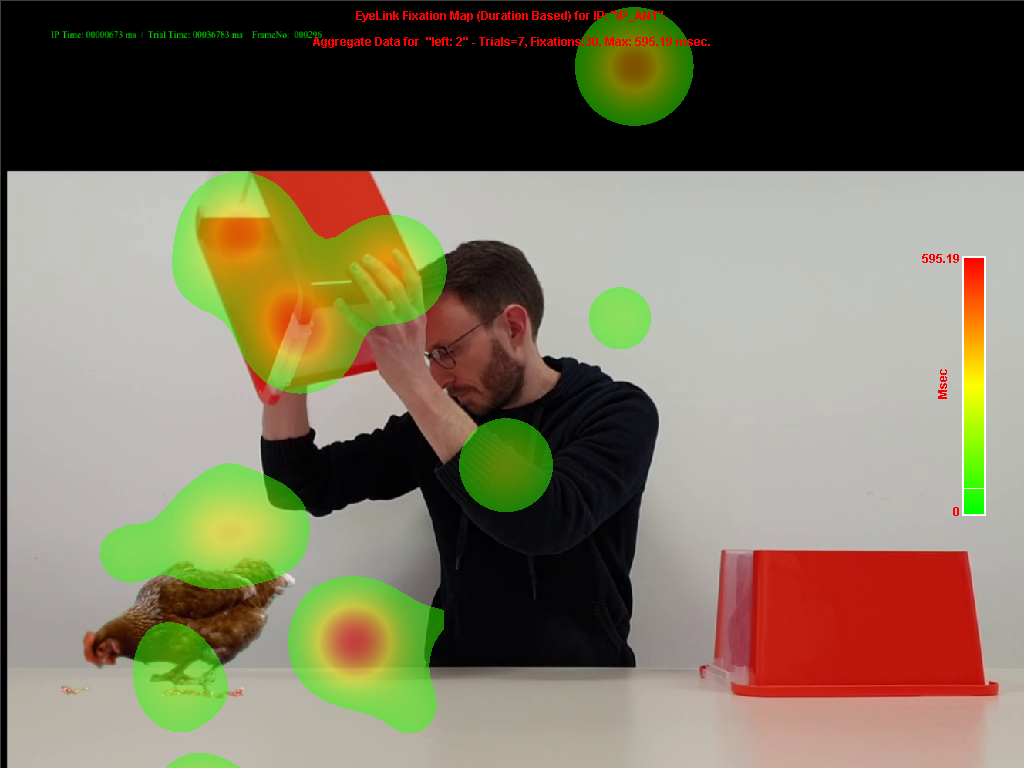 EyeLink Fixation Map (Duration Based) for IP:
IP Time: 00000673 ms / Trial Time: 00036783 ms FrameNo: 000296
Aggregate Data for "left: 2" - Trials=7, Fixations: Max: 595.19 msec.
595.19
Msec
0